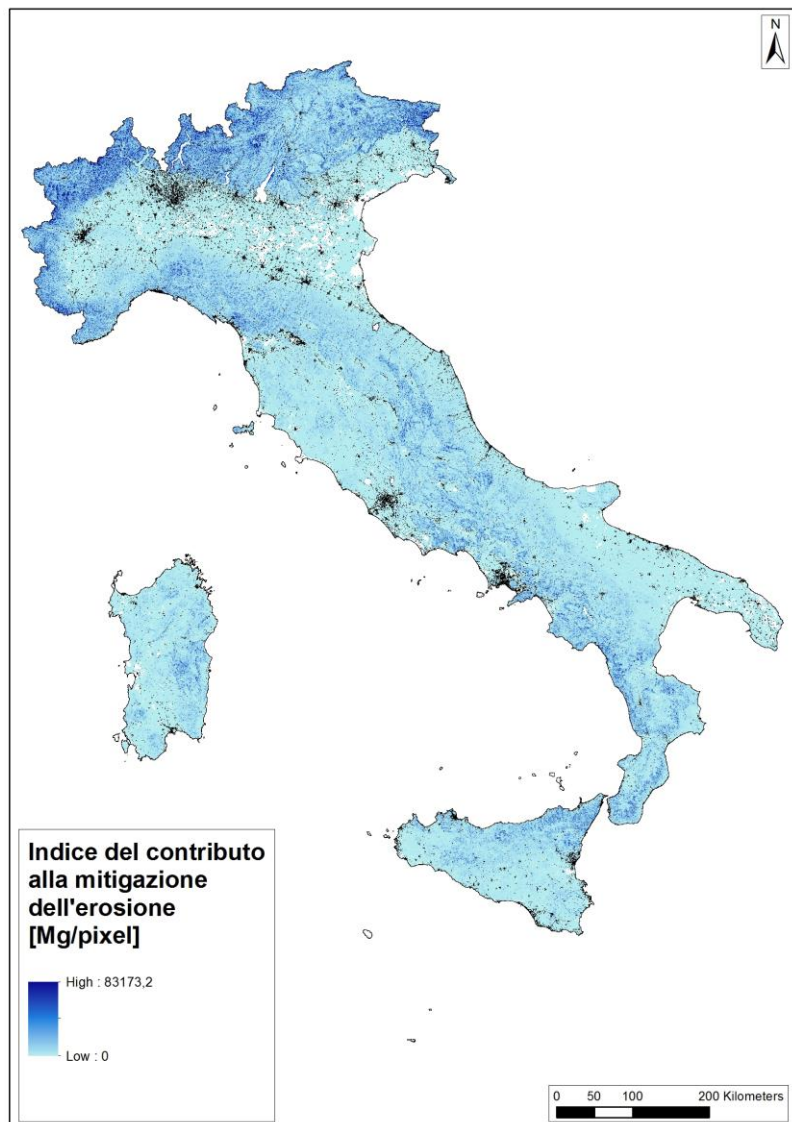 N
Indice del contributo
alla mitigazione
dell'erosione
[Mg/pixel]
High : 83173,2
Low : 0
0 50 100 200 Kilometers